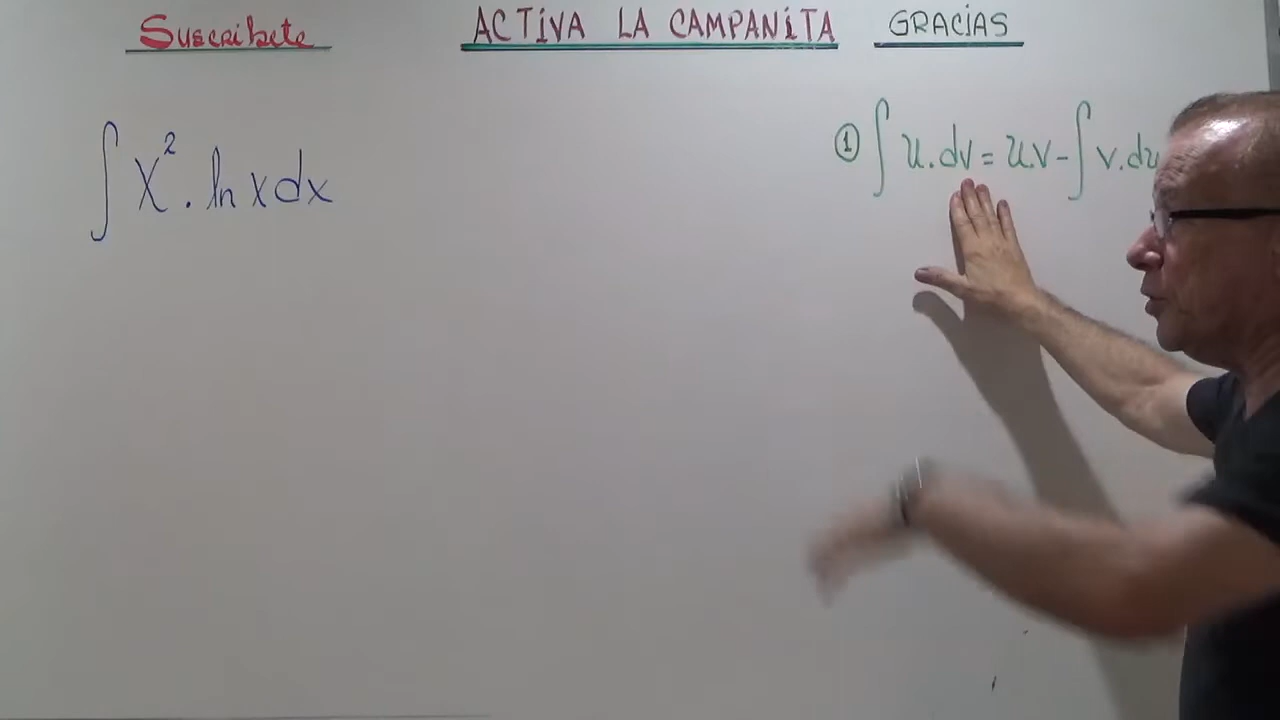 Suscribete ACTIVA LA CAMPANITA GRACIAS
∫ x² . ln x dx
① ∫ u.dv = u.v - ∫ v.du